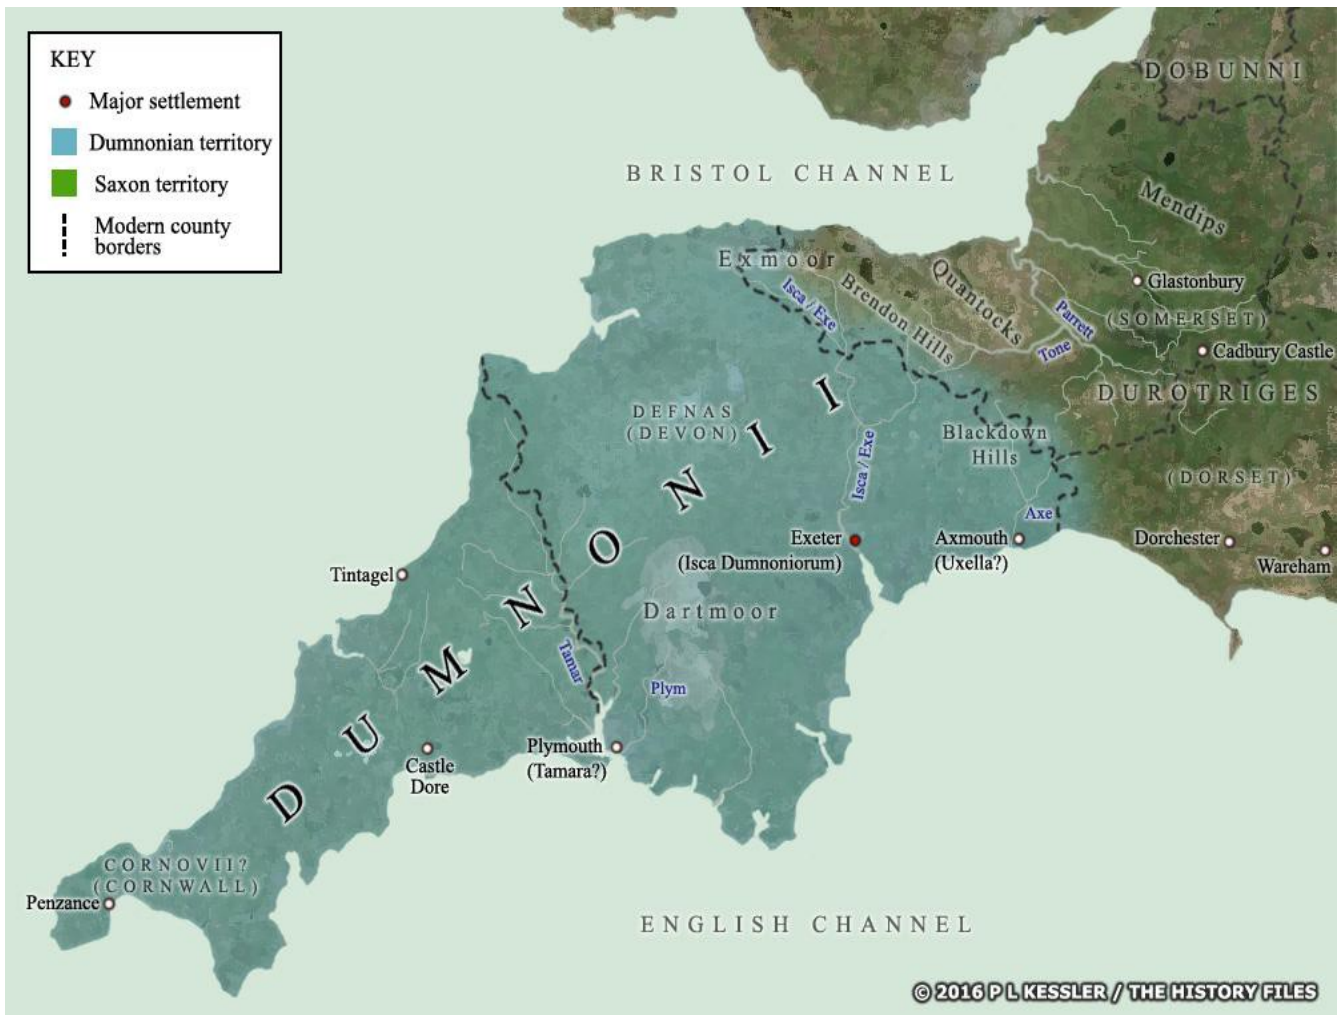 KEY
Major settlement
Dumnonian territory
Saxon territory
Modern county
borders
DOBUNNI
BRISTOL CHANNEL
Mendips
Exmoor
Isca / Exe
Brendon Hills
Quantocks
Parrett
Tone
Glastonbury
(SOMERSET)
Cadbury Castle
DUROTRIGES
DEFNAS
(DEVON)
Isca / Exe
Blackdown
Hills
(DORSET)
Axe
Exeter
(Isca Dumnoniorum)
Axmouth
(Uxella?)
Dorchester
Wareham
Tintagel
DUMNONII
Dartmoor
Tamar
Plym
Plymouth
(Tamara?)
Castle
Dore
CORNOVII?
(CORNWALL)
Penzance
ENGLISH CHANNEL
© 2016 P L KESSLER / THE HISTORY FILES